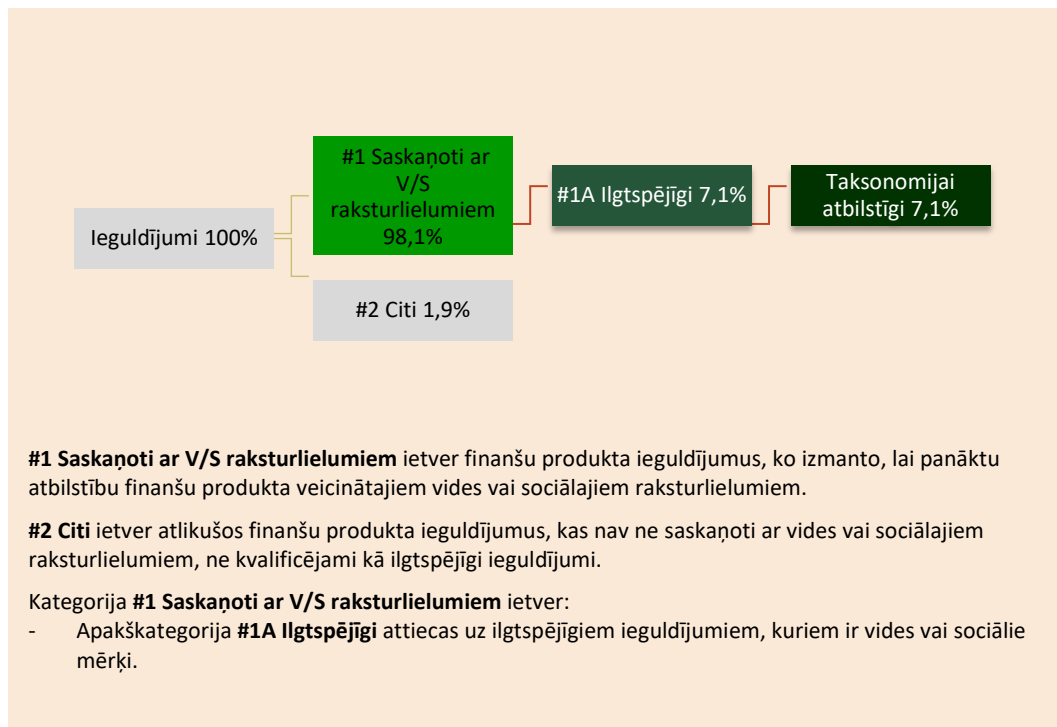 #1 Saskaņoti ar
V/S
raksturlielumiem
98,1%
#1A Ilgtspējīgi 7,1%
Taksonomijai
atbilstīgi 7,1%
Ieguldījumi 100%
#2 Citi 1,9%
#1 Saskaņoti ar V/S raksturlielumiem ietver finanšu produkta ieguldījumus, ko izmanto, lai panāktu
atbilstību finanšu produkta veicinātajiem vides vai sociālajiem raksturlielumiem.
#2 Citi ietver atlikušos finanšu produkta ieguldījumus, kas nav ne saskaņoti ar vides vai sociālajiem
raksturlielumiem, ne kvalificējami kā ilgtspējīgi ieguldījumi.
Kategorija #1 Saskaņoti ar V/S raksturlielumiem ietver:
- Apakškategorija #1A Ilgtspējīgi attiecas uz ilgtspējīgiem ieguldījumiem, kuriem ir vides vai sociālie
mērķi.